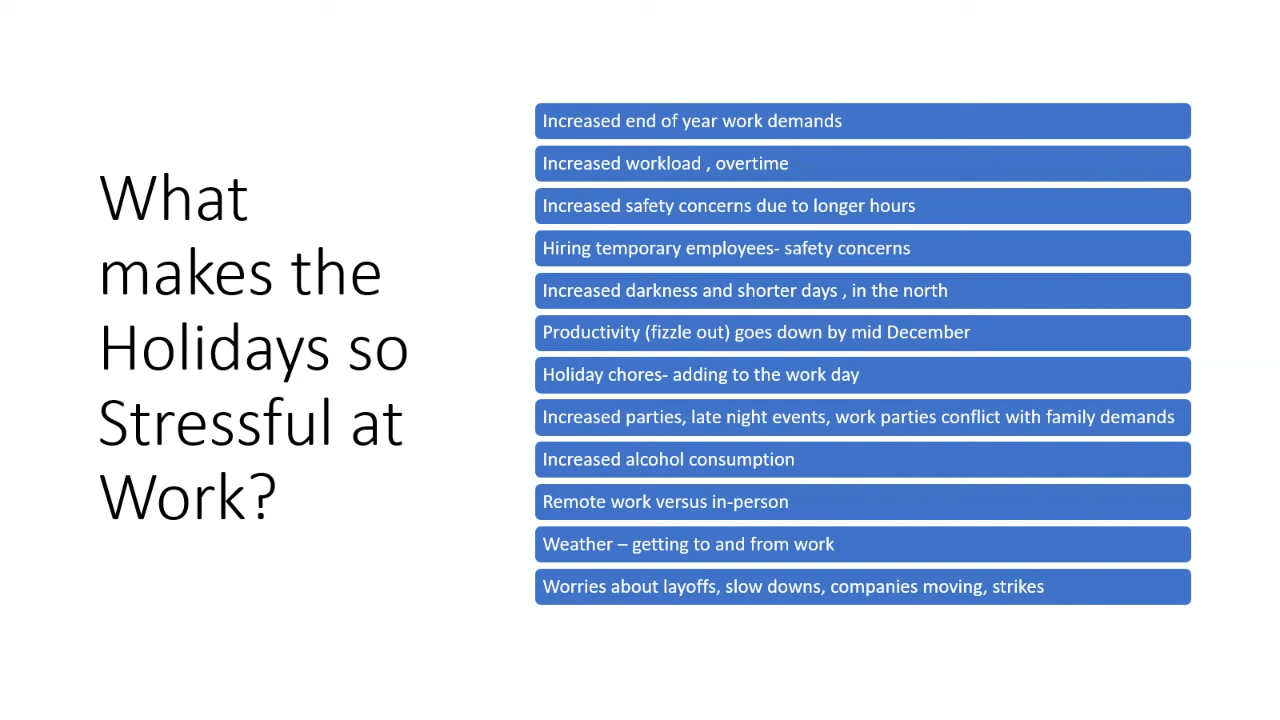 What
makes the
Holidays so
Stressful at
Work?
Increased end of year work demands
Increased workload , overtime
Increased safety concerns due to longer hours
Hiring temporary employees- safety concerns
Increased darkness and shorter days , in the north
Productivity (fizzle out) goes down by mid December
Holiday chores- adding to the work day
Increased parties, late night events, work parties conflict with family demands
Increased alcohol consumption
Remote work versus in-person
Weather – getting to and from work
Worries about layoffs, slow downs, companies moving, strikes